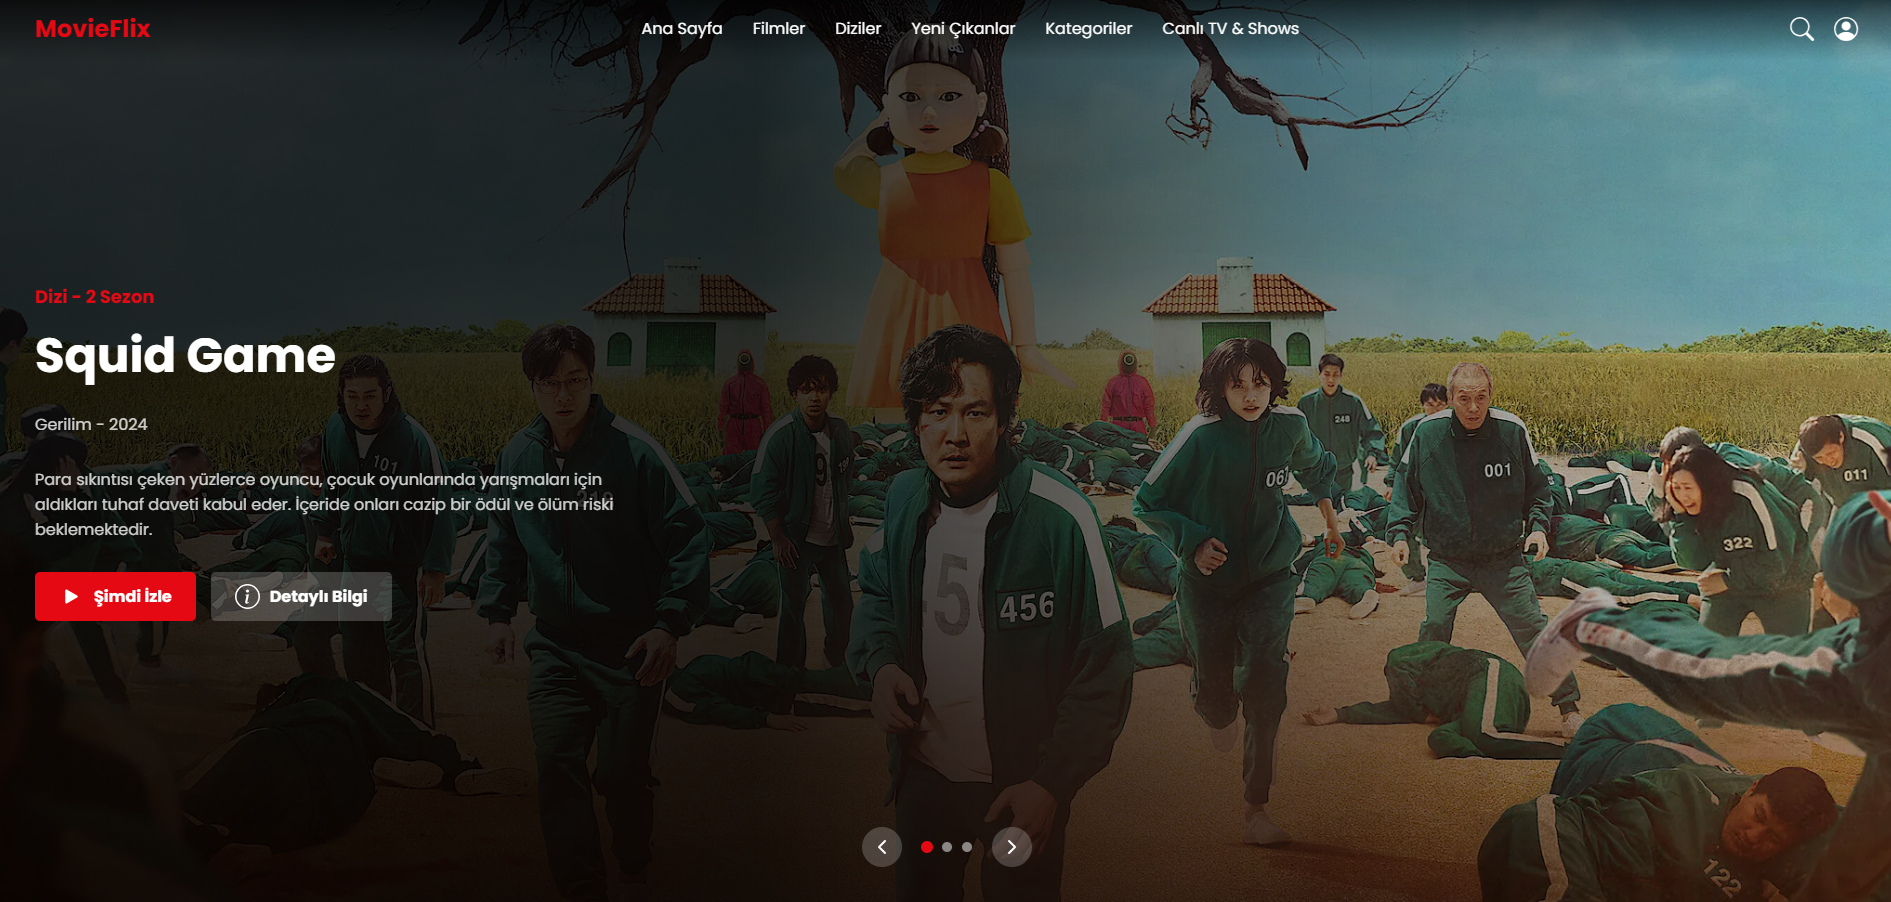 MovieFlix
Ana Sayfa Filmler Diziler Yeni Çıkanlar Kategoriler Canlı TV & Shows
Dizi - 2 Sezon
Squid Game
Gerilim - 2024
Para sıkıntısı çeken yüzlerce oyuncu, çocuk oyunlarında yarışmaları için
aldıkları tuhaf daveti kabul eder. İçeride onları cazip bir ödül ve ölüm riski
beklemektedir.
Şimdi İzle
Detaylı Bilgi
101
218
248
067
001
011
322
456
122